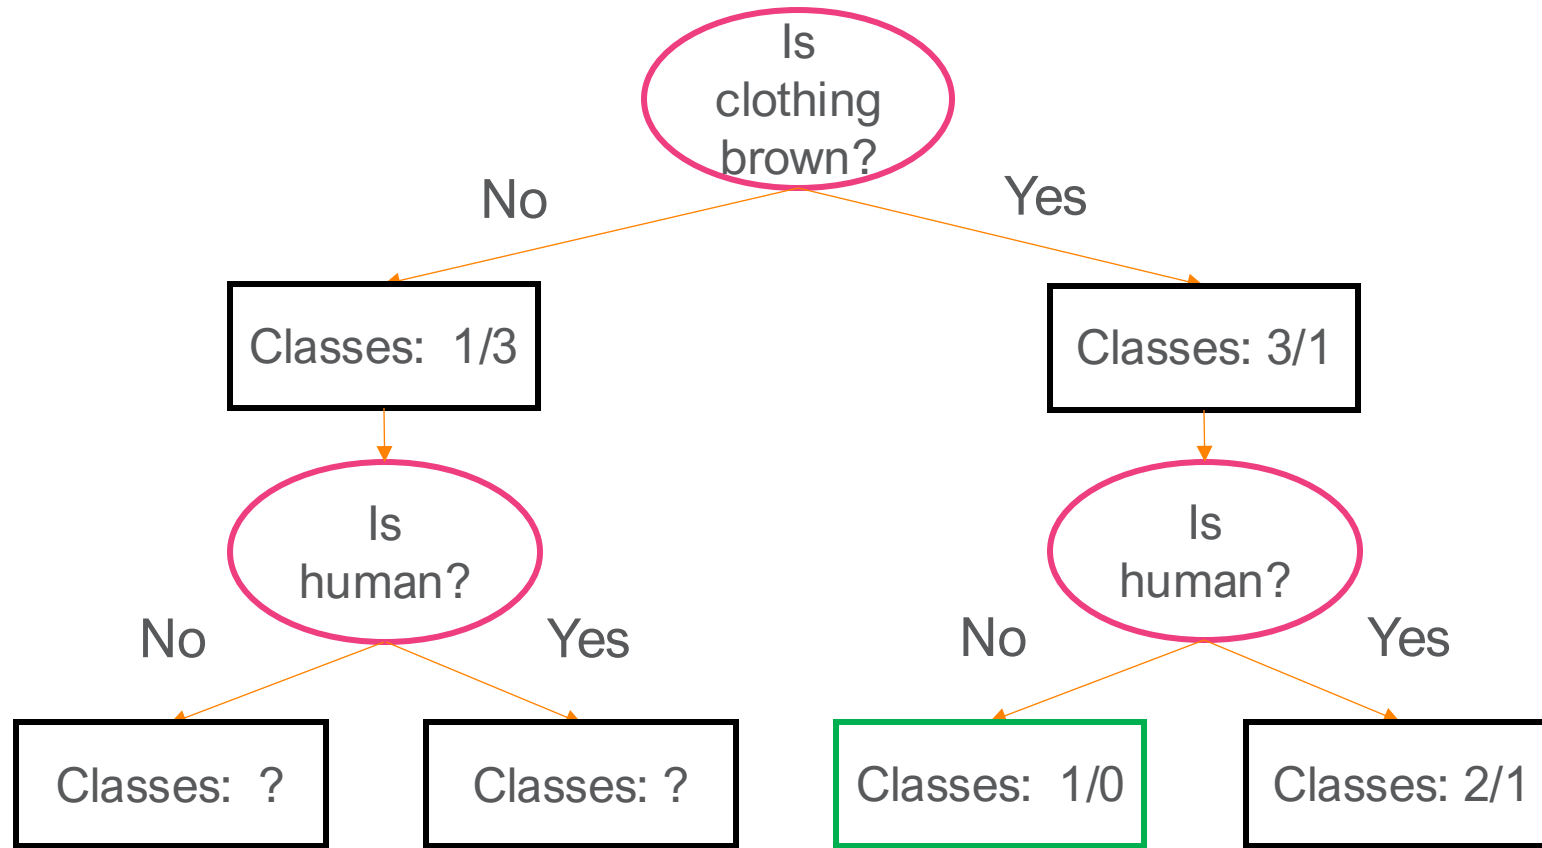 Is
clothing
brown?
No
Yes
Classes: 1/3
Classes: 3/1
Is
human?
Is
human?
No
Yes
No
Yes
Classes: ?
Classes: ?
Classes: 1/0
Classes: 2/1